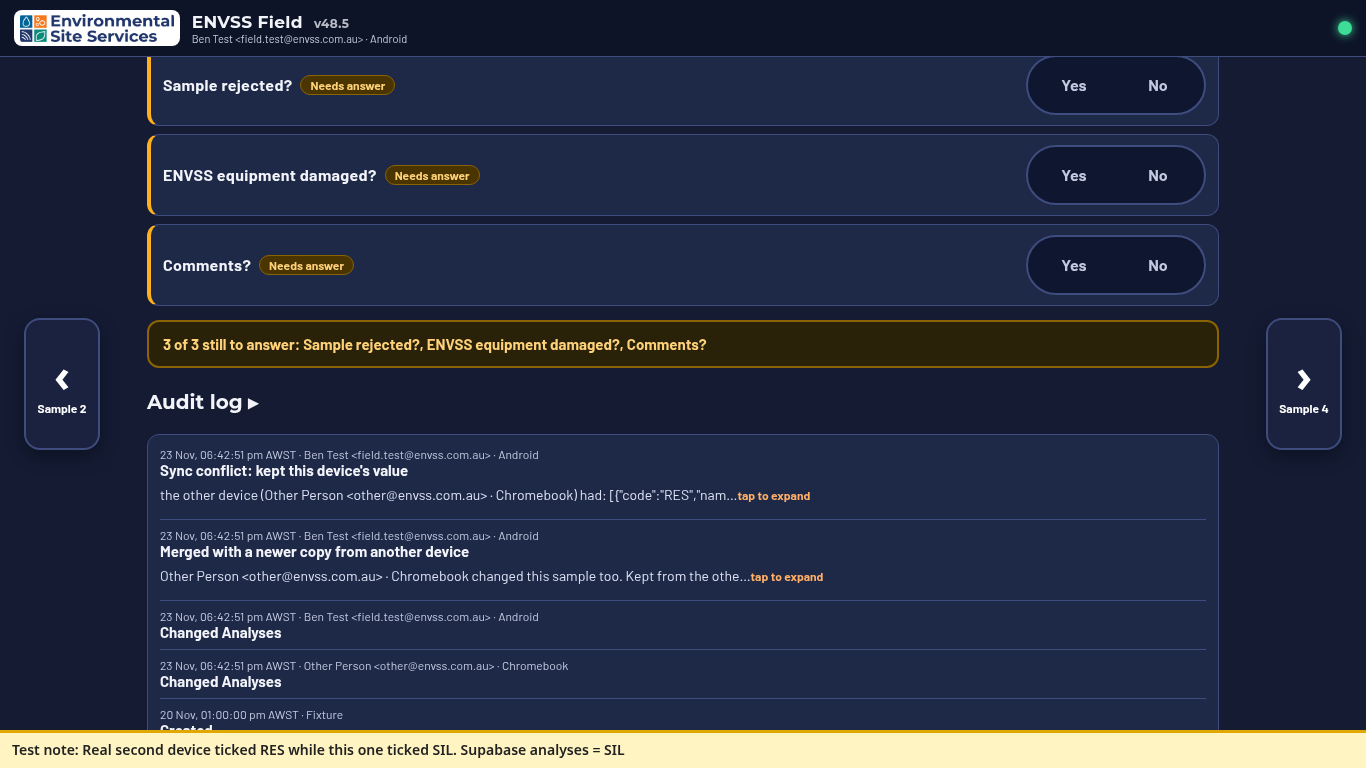 Environmental
Site Services
ENVSS Field v48.5
Ben Test <field.test@envss.com.au> · Android
Sample rejected? Needs answer Yes No
ENVSS equipment damaged? Needs answer Yes No
Comments? Needs answer Yes No
3 of 3 still to answer: Sample rejected?, ENVSS equipment damaged?, Comments?
‹
Sample 2
›
Sample 4
Audit log ▸
23 Nov, 06:42:51 pm AWST · Ben Test <field.test@envss.com.au> · Android
Sync conflict: kept this device's value
the other device (Other Person <other@envss.com.au> · Chromebook) had: [{"code":"RES","nam...tap to expand
23 Nov, 06:42:51 pm AWST · Ben Test <field.test@envss.com.au> · Android
Merged with a newer copy from another device
Other Person <other@envss.com.au> · Chromebook changed this sample too. Kept from the othe...tap to expand
23 Nov, 06:42:51 pm AWST · Ben Test <field.test@envss.com.au> · Android
Changed Analyses
23 Nov, 06:42:51 pm AWST · Other Person <other@envss.com.au> · Chromebook
Changed Analyses
20 Nov, 01:00:00 pm AWST · Fixture
Created
Test note: Real second device ticked RES while this one ticked SIL. Supabase analyses = SIL